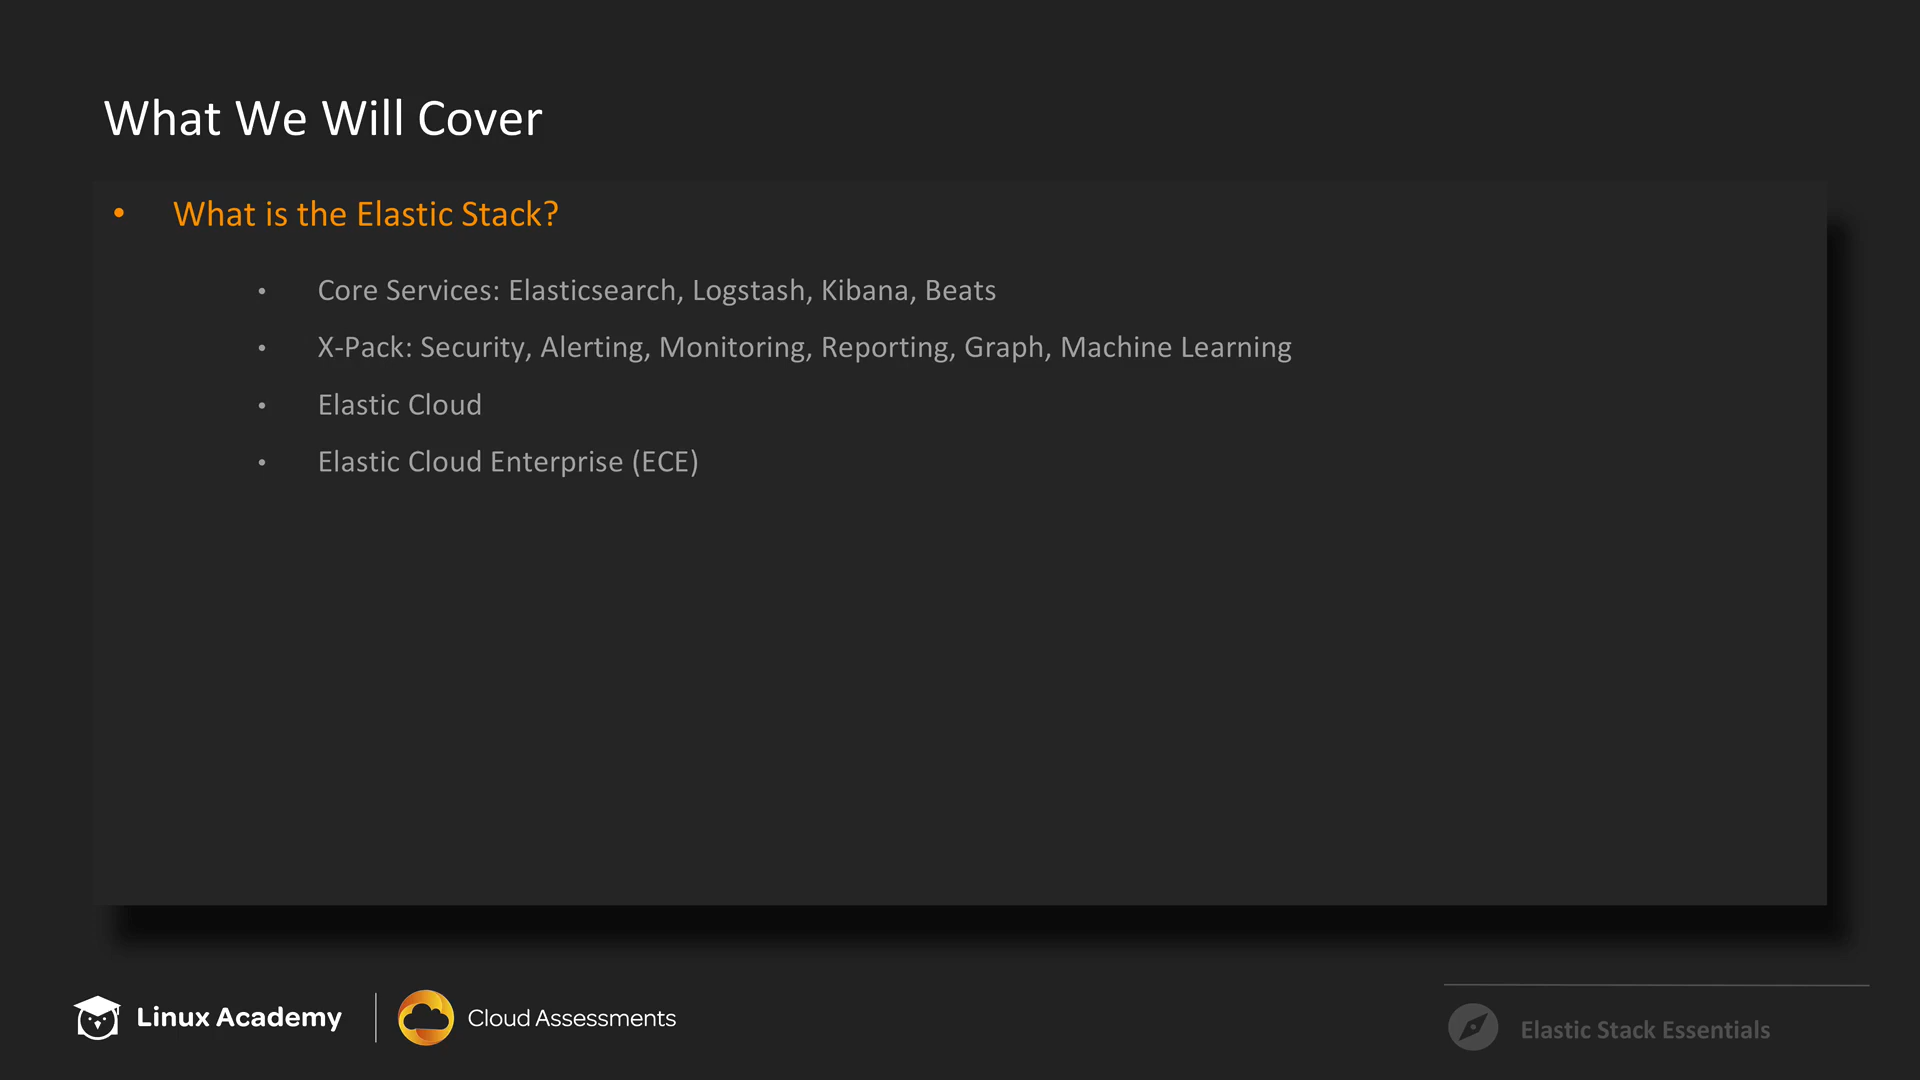 What We Will Cover
• What is the Elastic Stack?
• Core Services: Elasticsearch, Logstash, Kibana, Beats
• X-Pack: Security, Alerting, Monitoring, Reporting, Graph, Machine Learning
• Elastic Cloud
• Elastic Cloud Enterprise (ECE)
Linux Academy
Cloud Assessments
Elastic Stack Essentials